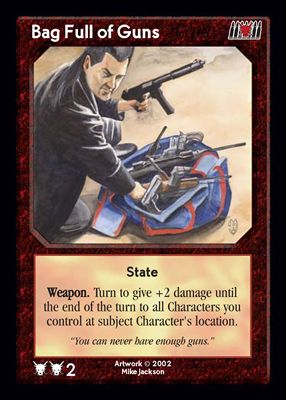 Bag Full of Guns
State
Weapon. Turn to give +2 damage until
the end of the turn to all Characters you
control at subject Character's location.
"You can never have enough guns."
2
Artwork © 2002
Mike Jackson